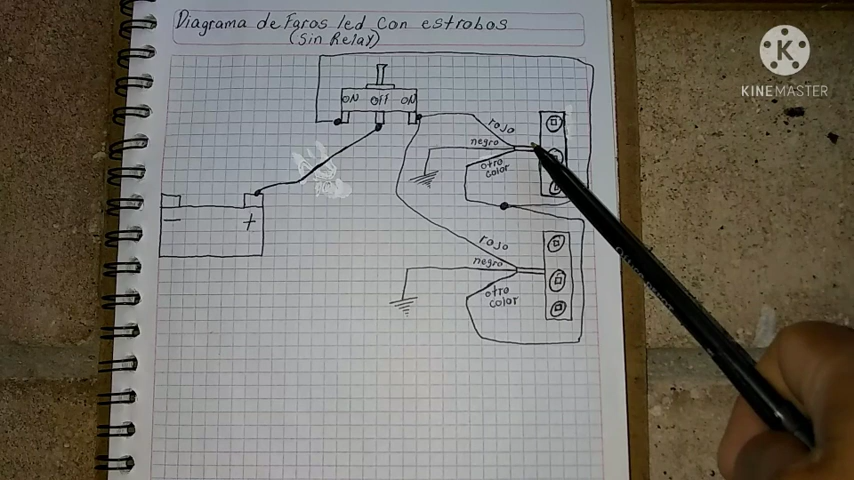 Diagrama de Faros led con estrobos
(Sin Relay)
ON OFF ON
rojo
negro
otro
color
- +
rojo
negro
otro
color
K
KINEMASTER